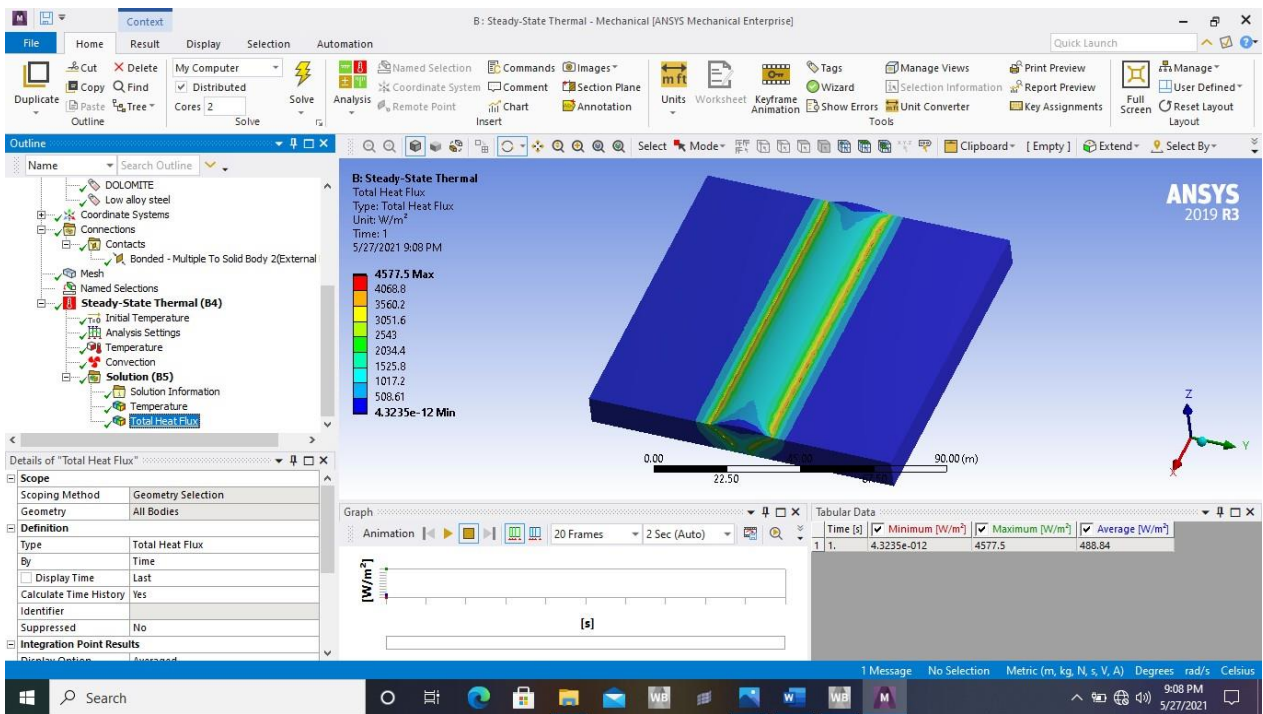 Context
B : Steady-State Thermal - Mechanical [ANSYS Mechanical Enterprise]
File Home Result Display Selection Automation
Quick Launch
Duplicate
Cut
Copy
Paste
Delete
Find
Tree
Outline
My Computer
Distributed
Cores 2
Solve
Solve
Analysis
Named Selection
Coordinate System
Remote Point
Commands
Comment
Chart
Images
Section Plane
Annotation
Insert
Units
Worksheet
Keyframe
Animation
Tags
Wizard
Show Errors
Manage Views
Selection Information
Unit Converter
Print Preview
Report Preview
Key Assignments
Tools
Full
Screen
Manage
User Defined
Reset Layout
Layout
Outline
Select Mode Clipboard [ Empty ] Extend Select By
Name Search Outline
DOLOMITE
Low alloy steel
Coordinate Systems
Connections
Contacts
Bonded - Multiple To Solid Body 2(External
Mesh
Named Selections
Steady-State Thermal (B4)
Initial Temperature
Analysis Settings
Temperature
Convection
Solution (B5)
Solution Information
Temperature
Total Heat Flux
B: Steady-State Thermal
Total Heat Flux
Type: Total Heat Flux
Unit: W/m²
Time: 1
5/27/2021 9:08 PM
4577.5 Max
4068.8
3560.2
3051.6
2543
2034.4
1525.8
1017.2
508.61
4.3235e-12 Min
ANSYS
2019 R3
Z
Y
X
0.00 90.00 (m)
22.50
Details of "Total Heat Flux"
Scope
Scoping Method Geometry Selection
Geometry All Bodies
Definition
Type Total Heat Flux
By Time
Display Time Last
Calculate Time History Yes
Identifier
Suppressed No
Integration Point Results
Display Option Averaged
Graph
Animation 20 Frames 2 Sec (Auto)
[W/m²]
[s]
Tabular Data
Time [s] Minimum [W/m²] Maximum [W/m²] Average [W/m²]
1 1. 4.3235e-012 4577.5 488.84
1 Message No Selection Metric (m, kg, N, s, V, A) Degrees rad/s Celsius
Search
WB
W
WB
M
9:08 PM
5/27/2021